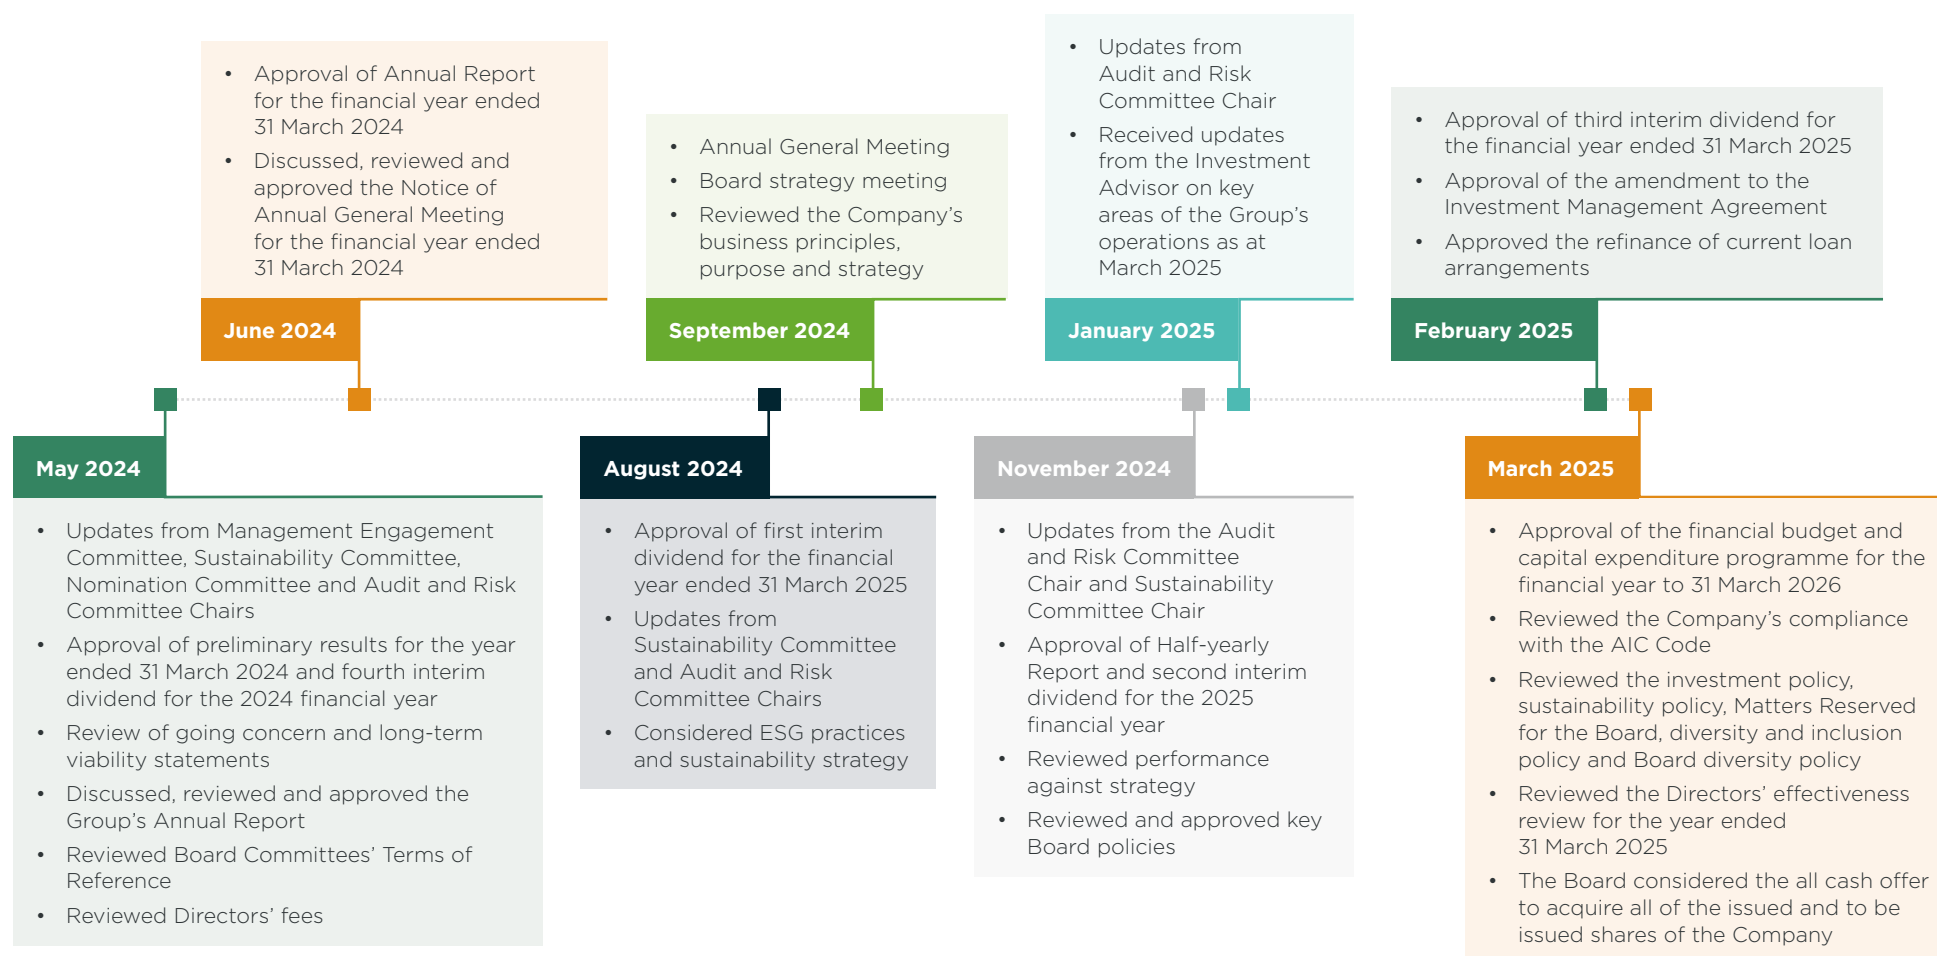 • Approval of Annual Report
for the financial year ended
31 March 2024
• Discussed, reviewed and
approved the Notice of
Annual General Meeting
for the financial year ended
31 March 2024
June 2024
• Annual General Meeting
• Board strategy meeting
• Reviewed the Company’s
business principles,
purpose and strategy
September 2024
• Updates from
Audit and Risk
Committee Chair
• Received updates
from the Investment
Advisor on key
areas of the Group’s
operations as at
March 2025
January 2025
• Approval of third interim dividend for
the financial year ended 31 March 2025
• Approval of the amendment to the
Investment Management Agreement
• Approved the refinance of current loan
arrangements
February 2025
May 2024
• Updates from Management Engagement
Committee, Sustainability Committee,
Nomination Committee and Audit and Risk
Committee Chairs
• Approval of preliminary results for the year
ended 31 March 2024 and fourth interim
dividend for the 2024 financial year
• Review of going concern and long-term
viability statements
• Discussed, reviewed and approved the
Group’s Annual Report
• Reviewed Board Committees’ Terms of
Reference
• Reviewed Directors’ fees
August 2024
• Approval of first interim
dividend for the financial
year ended 31 March 2025
• Updates from
Sustainability Committee
and Audit and Risk
Committee Chairs
• Considered ESG practices
and sustainability strategy
November 2024
• Updates from the Audit
and Risk Committee
Chair and Sustainability
Committee Chair
• Approval of Half-yearly
Report and second interim
dividend for the 2025
financial year
• Reviewed performance
against strategy
• Reviewed and approved key
Board policies
March 2025
• Approval of the financial budget and
capital expenditure programme for the
financial year to 31 March 2026
• Reviewed the Company’s compliance
with the AIC Code
• Reviewed the investment policy,
sustainability policy, Matters Reserved
for the Board, diversity and inclusion
policy and Board diversity policy
• Reviewed the Directors’ effectiveness
review for the year ended
31 March 2025
• The Board considered the all cash offer
to acquire all of the issued and to be
issued shares of the Company